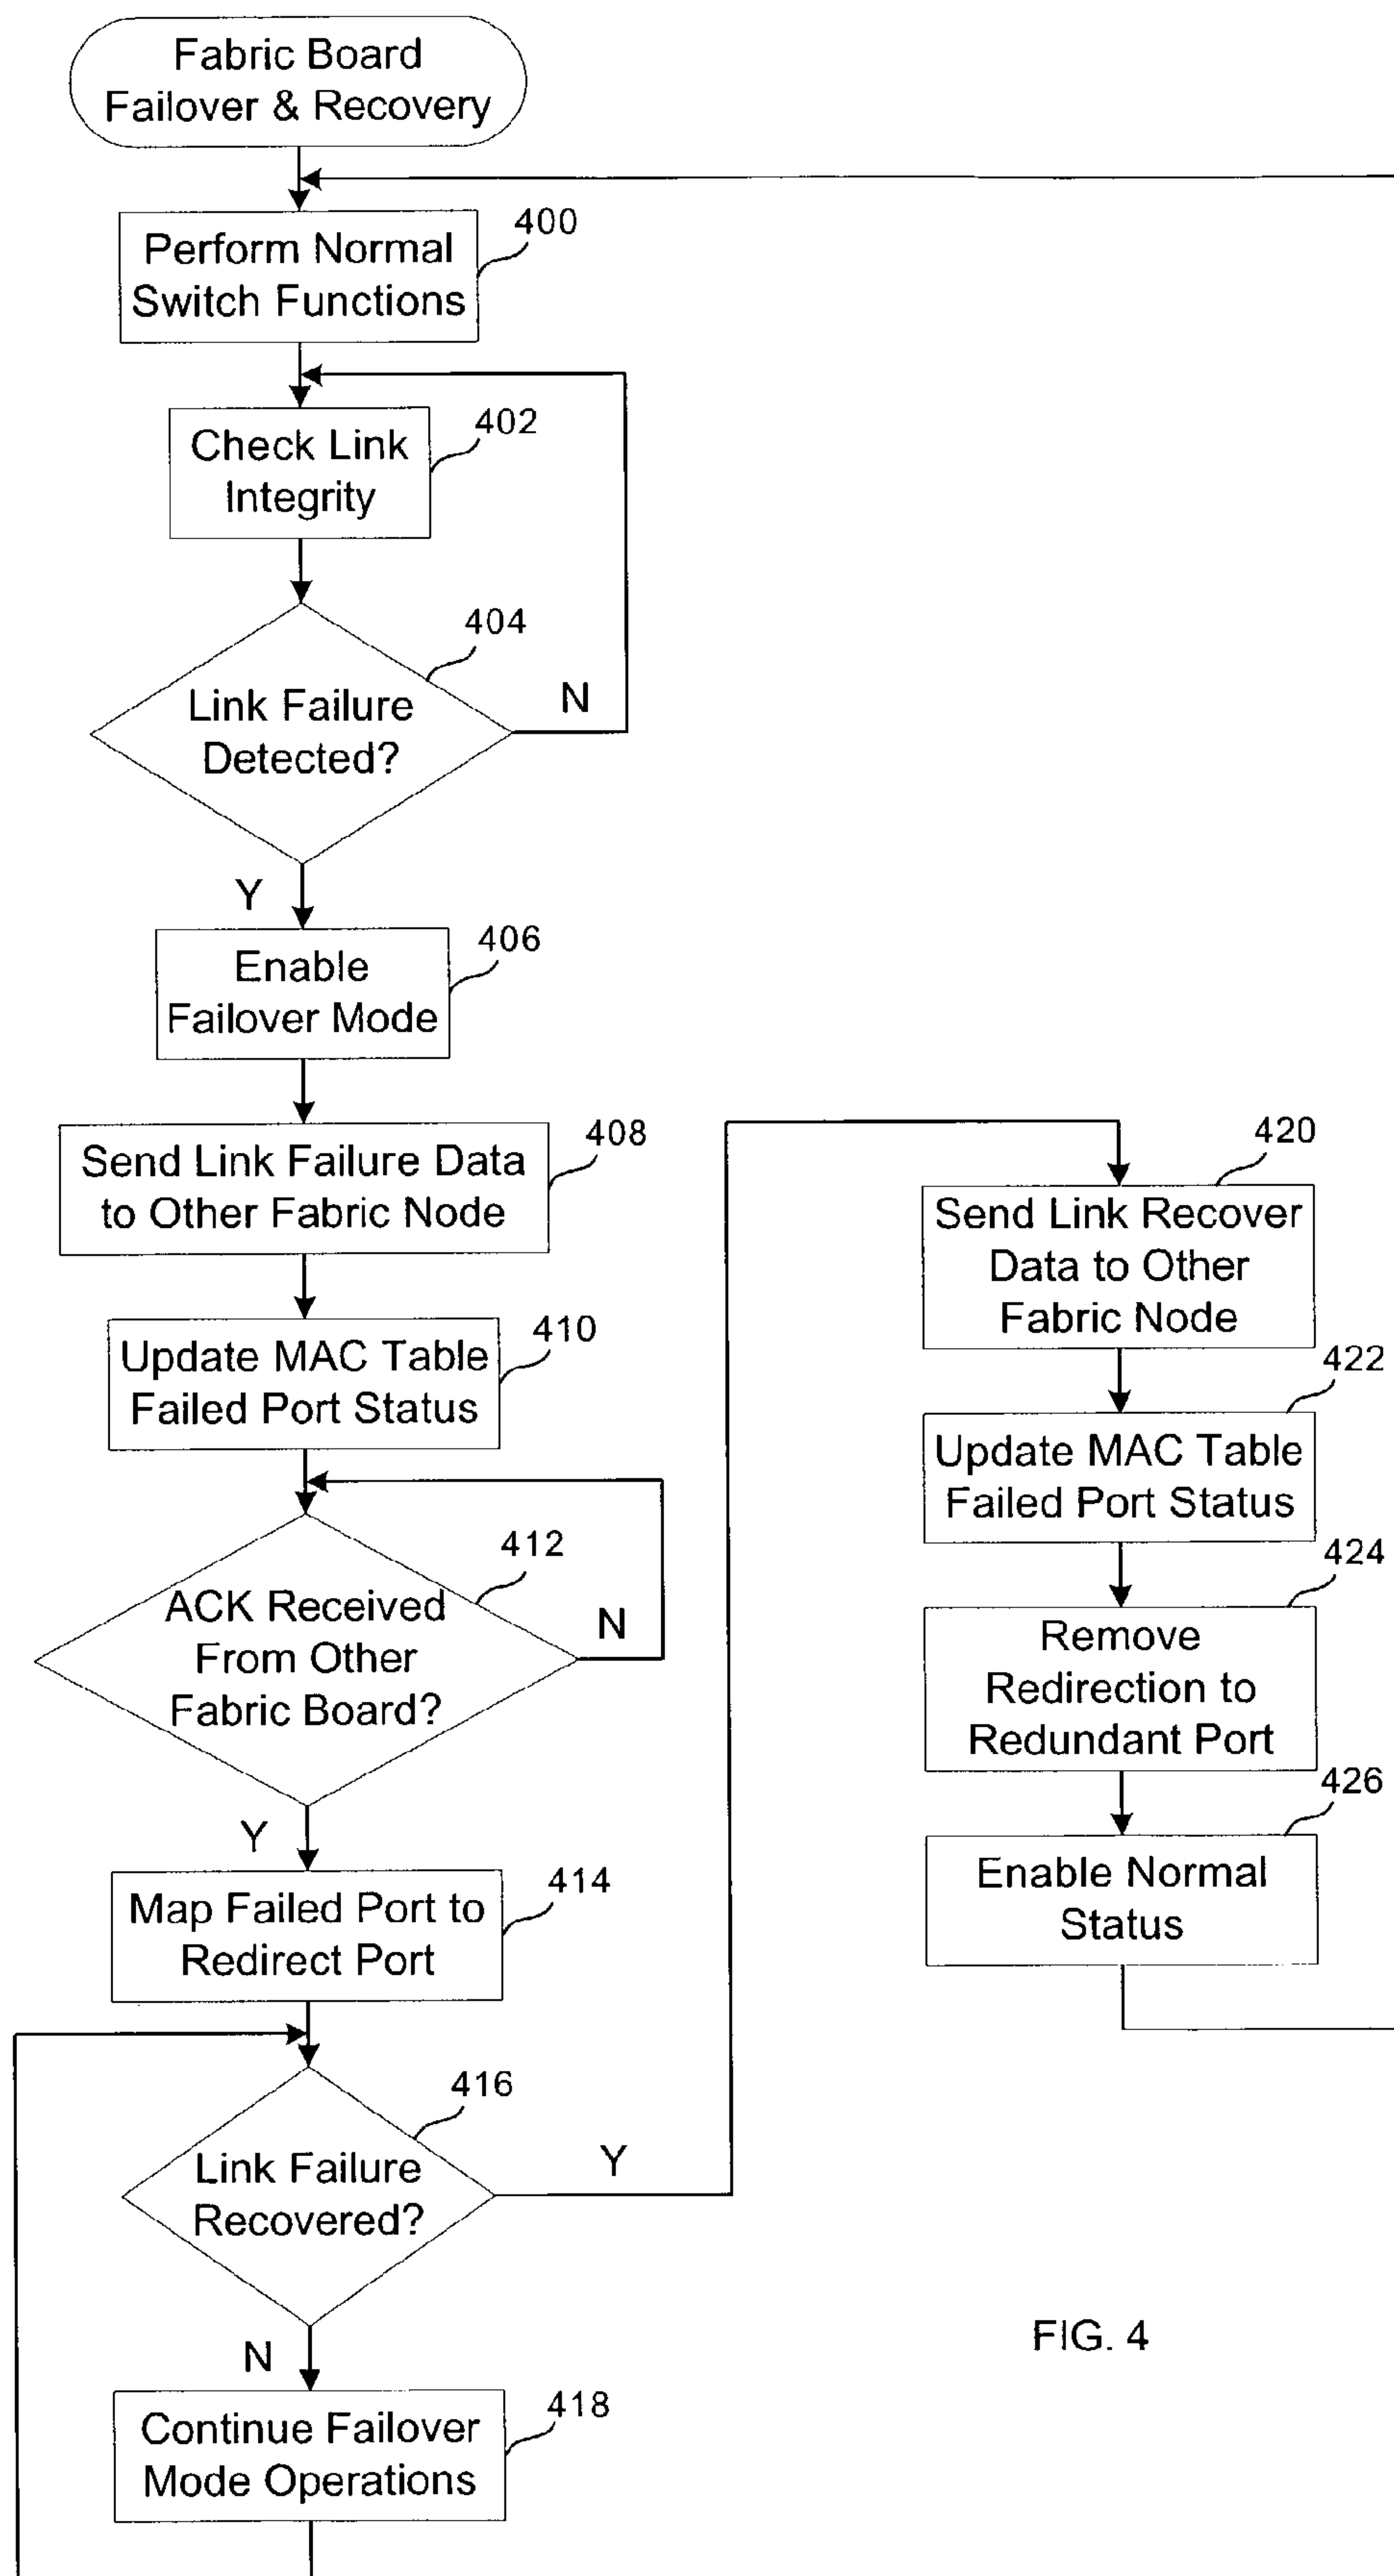 Fabric Board
Failover & Recovery
400
Perform Normal
Switch Functions
402
Check Link
Integrity
404
Link Failure
Detected?
N
Y
406
Enable
Failover Mode
408
Send Link Failure Data
to Other Fabric Node
410
Update MAC Table
Failed Port Status
412
ACK Received
From Other
Fabric Board?
N
Y
414
Map Failed Port to
Redirect Port
416
Link Failure
Recovered?
Y
N
418
Continue Failover
Mode Operations
420
Send Link Recover
Data to Other
Fabric Node
422
Update MAC Table
Failed Port Status
424
Remove
Redirection to
Redundant Port
426
Enable Normal
Status
FIG. 4